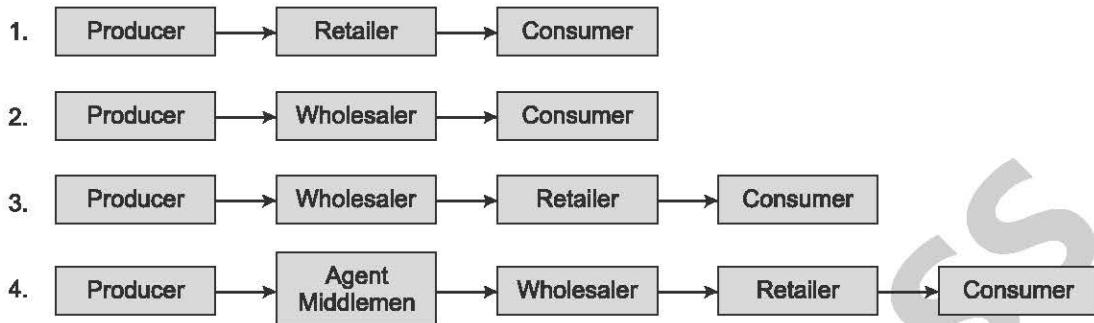 1. Producer Retailer Consumer
2. Producer Wholesaler Consumer
3. Producer Wholesaler Retailer Consumer
4. Producer Agent Middlemen Wholesaler Retailer Consumer